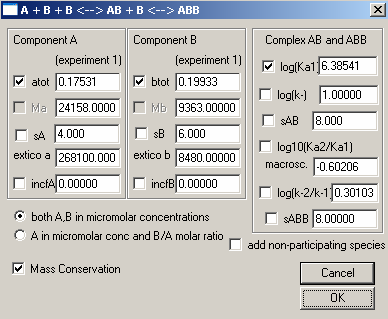 A + B + B <--> AB + B <--> ABB
Component A
(experiment 1)
atot 0.17531
Ma 24158.0000
sA 4.000
extico a
268100.000
incfA 0.00000
Component B
(experiment 1)
btot 0.19933
Mb 9363.00000
sB 6.000
extico b
8480.00000
incfB 0.00000
Complex AB and ABB
log(Ka1) 6.38541
log(k-) 1.00000
sAB 8.000
log10(Ka2/Ka1)
macrosc. -0.60206
log(k-2/k-1) 0.30103
sABB 8.00000
both A,B in micromolar concentrations
A in micromolar conc and B/A molar ratio
add non-participating species
Mass Conservation
Cancel
OK